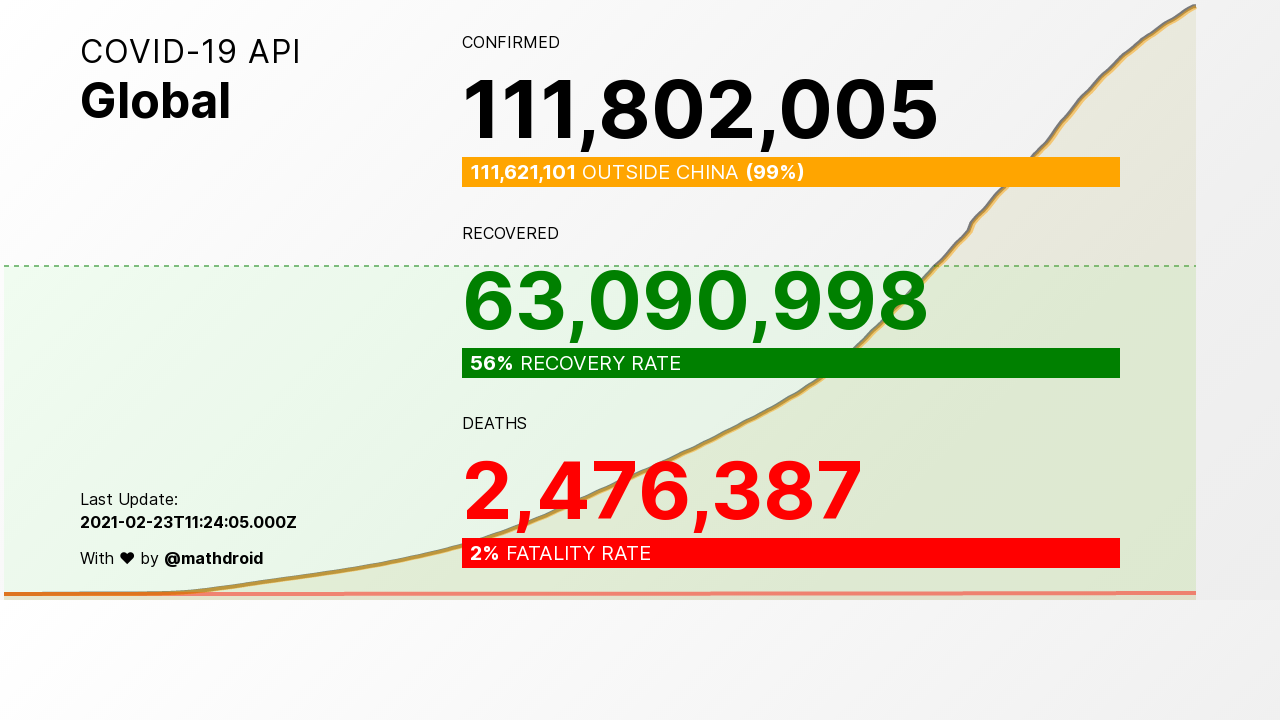 COVID-19 API
Global
CONFIRMED
111,802,005
111,621,101 OUTSIDE CHINA (99%)
RECOVERED
63,090,998
56% RECOVERY RATE
DEATHS
2,476,387
2% FATALITY RATE
Last Update:
2021-02-23T11:24:05.000Z
With ♥ by @mathdroid